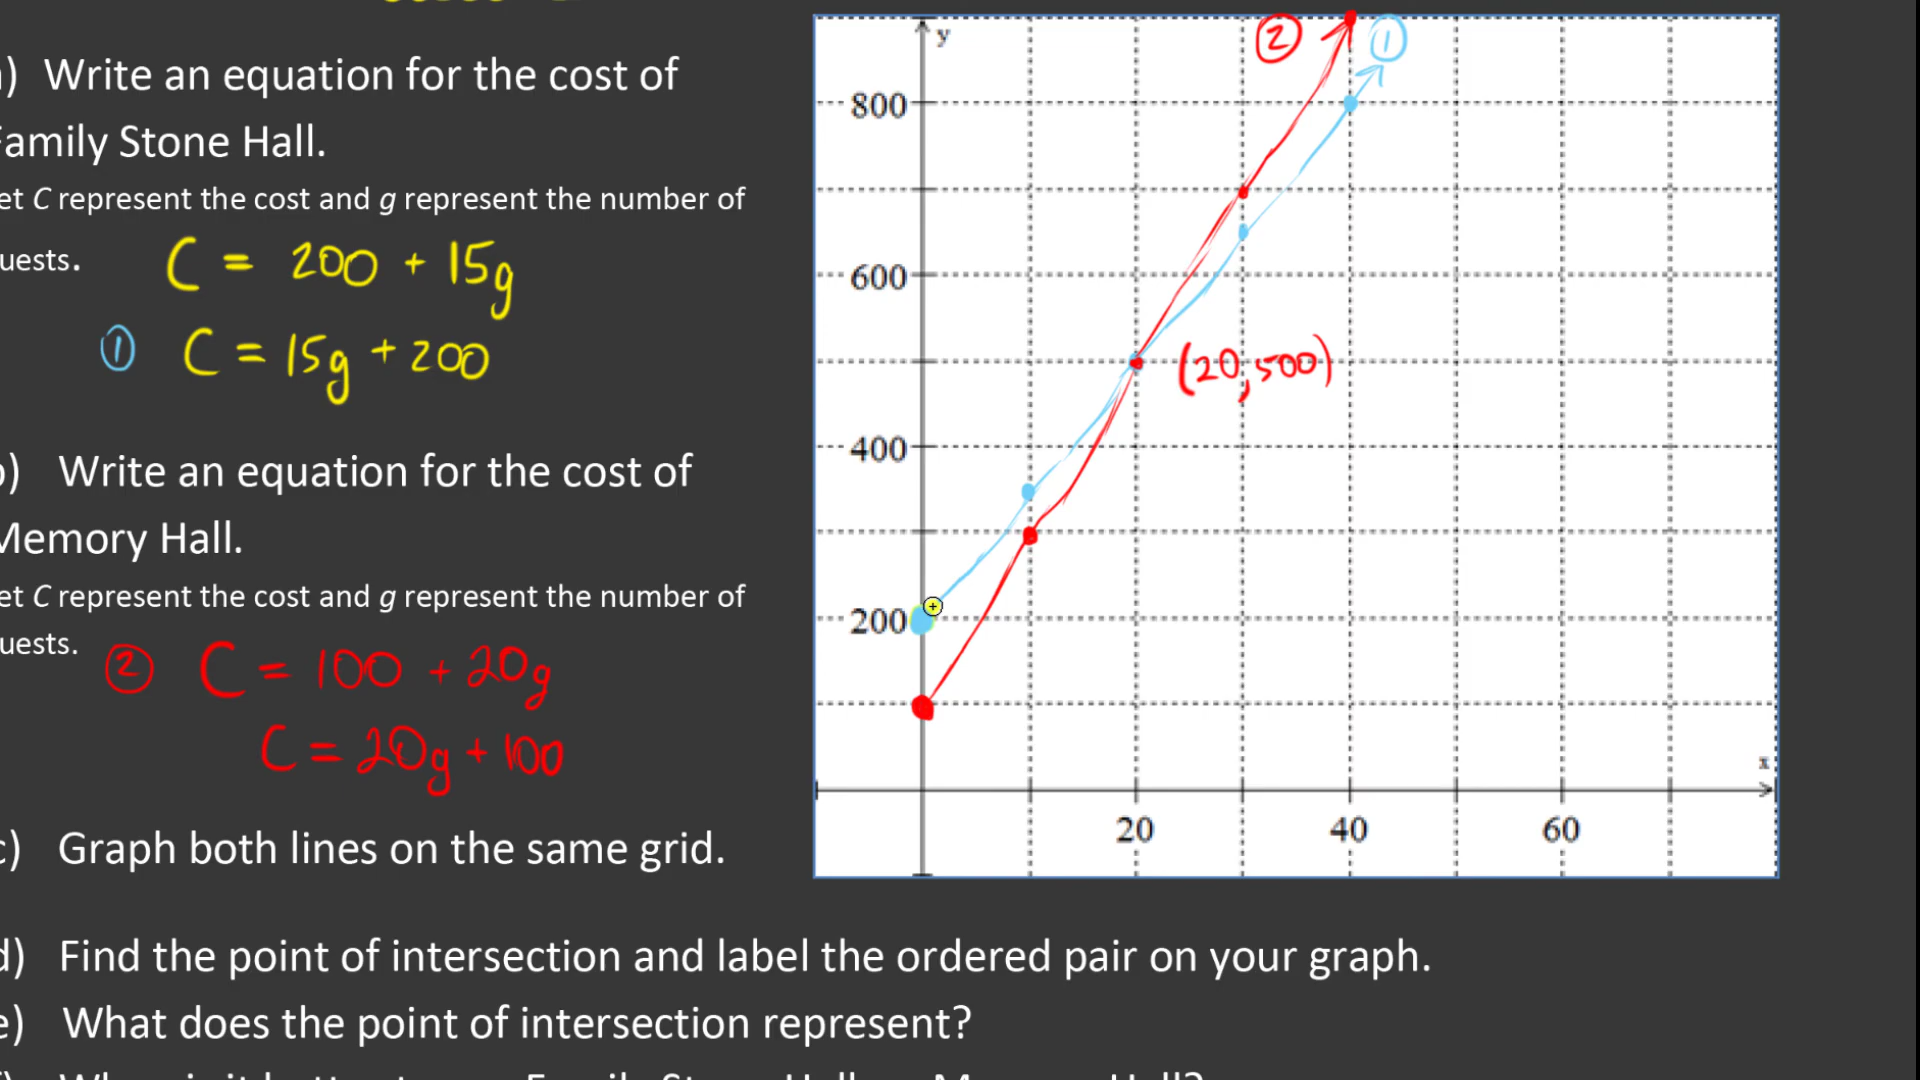 ) Write an equation for the cost of
Family Stone Hall.
et C represent the cost and g represent the number of
uests.
C = 200 + 15g
① C = 15g + 200
) Write an equation for the cost of
Memory Hall.
et C represent the cost and g represent the number of
uests.
② C = 100 + 20g
C = 20g + 100
c) Graph both lines on the same grid.
y
② ①
800
600
(20,500)
400
200
x
20 40 60
d) Find the point of intersection and label the ordered pair on your graph.
e) What does the point of intersection represent?